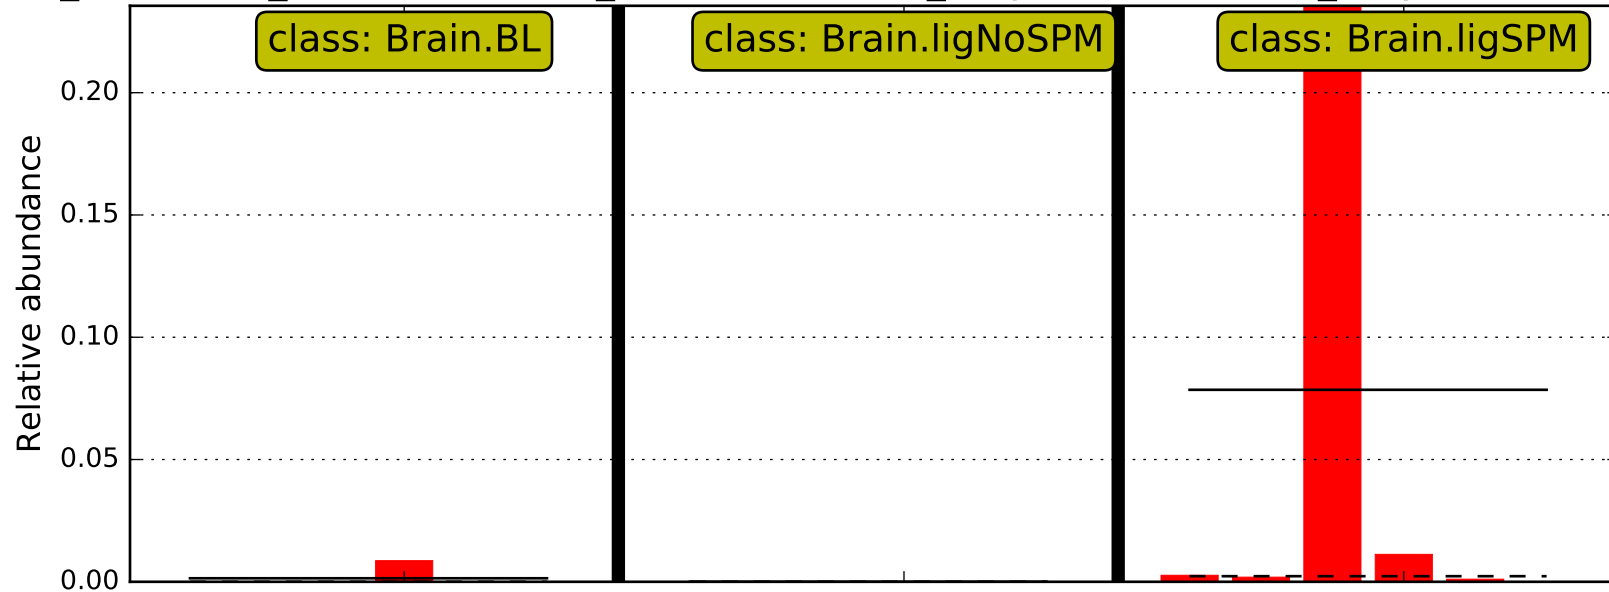 class: Brain.BL
class: Brain.ligNoSPM
class: Brain.ligSPM
Relative abundance
0.20
0.15
0.10
0.05
0.00